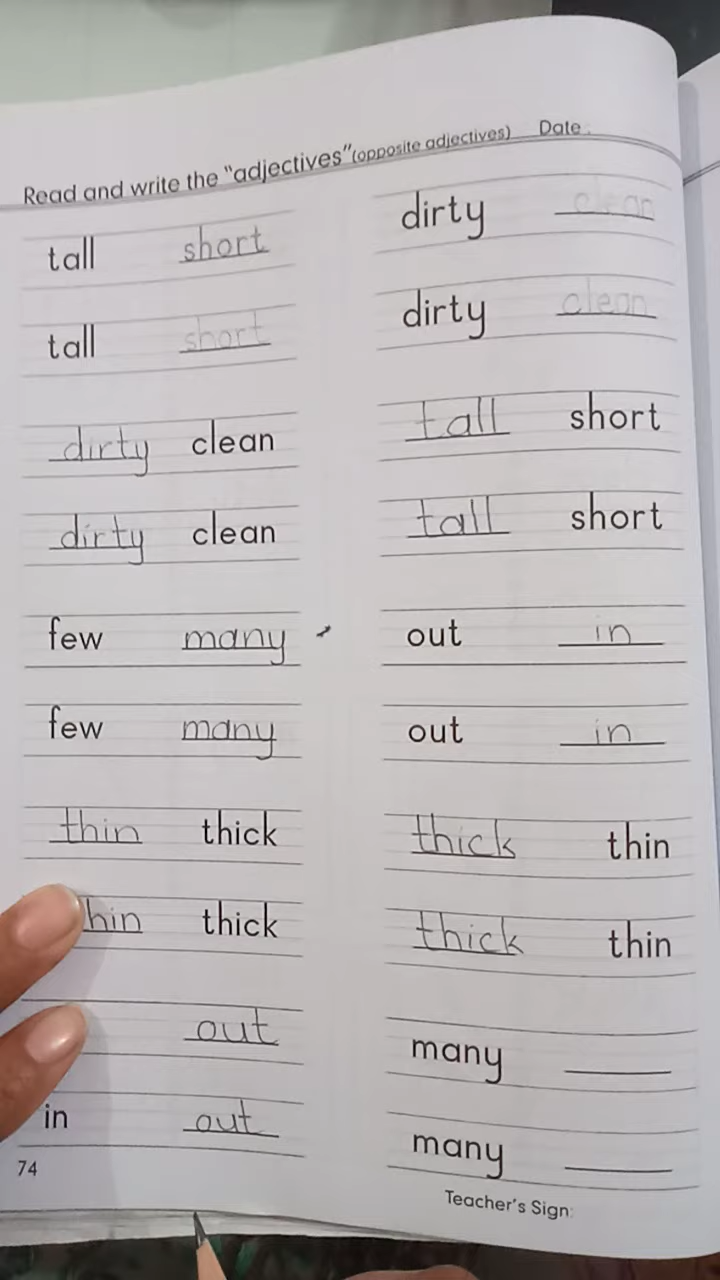 Read and write the "adjectives" (opposite adjectives) Date :
tall short
tall short
dirty clean
dirty clean
few many
few many
thin thick
hin thick
out
in out
74
dirty clean
dirty clean
tall short
tall short
out in
out in
thick thin
thick thin
many
many
Teacher's Sign: